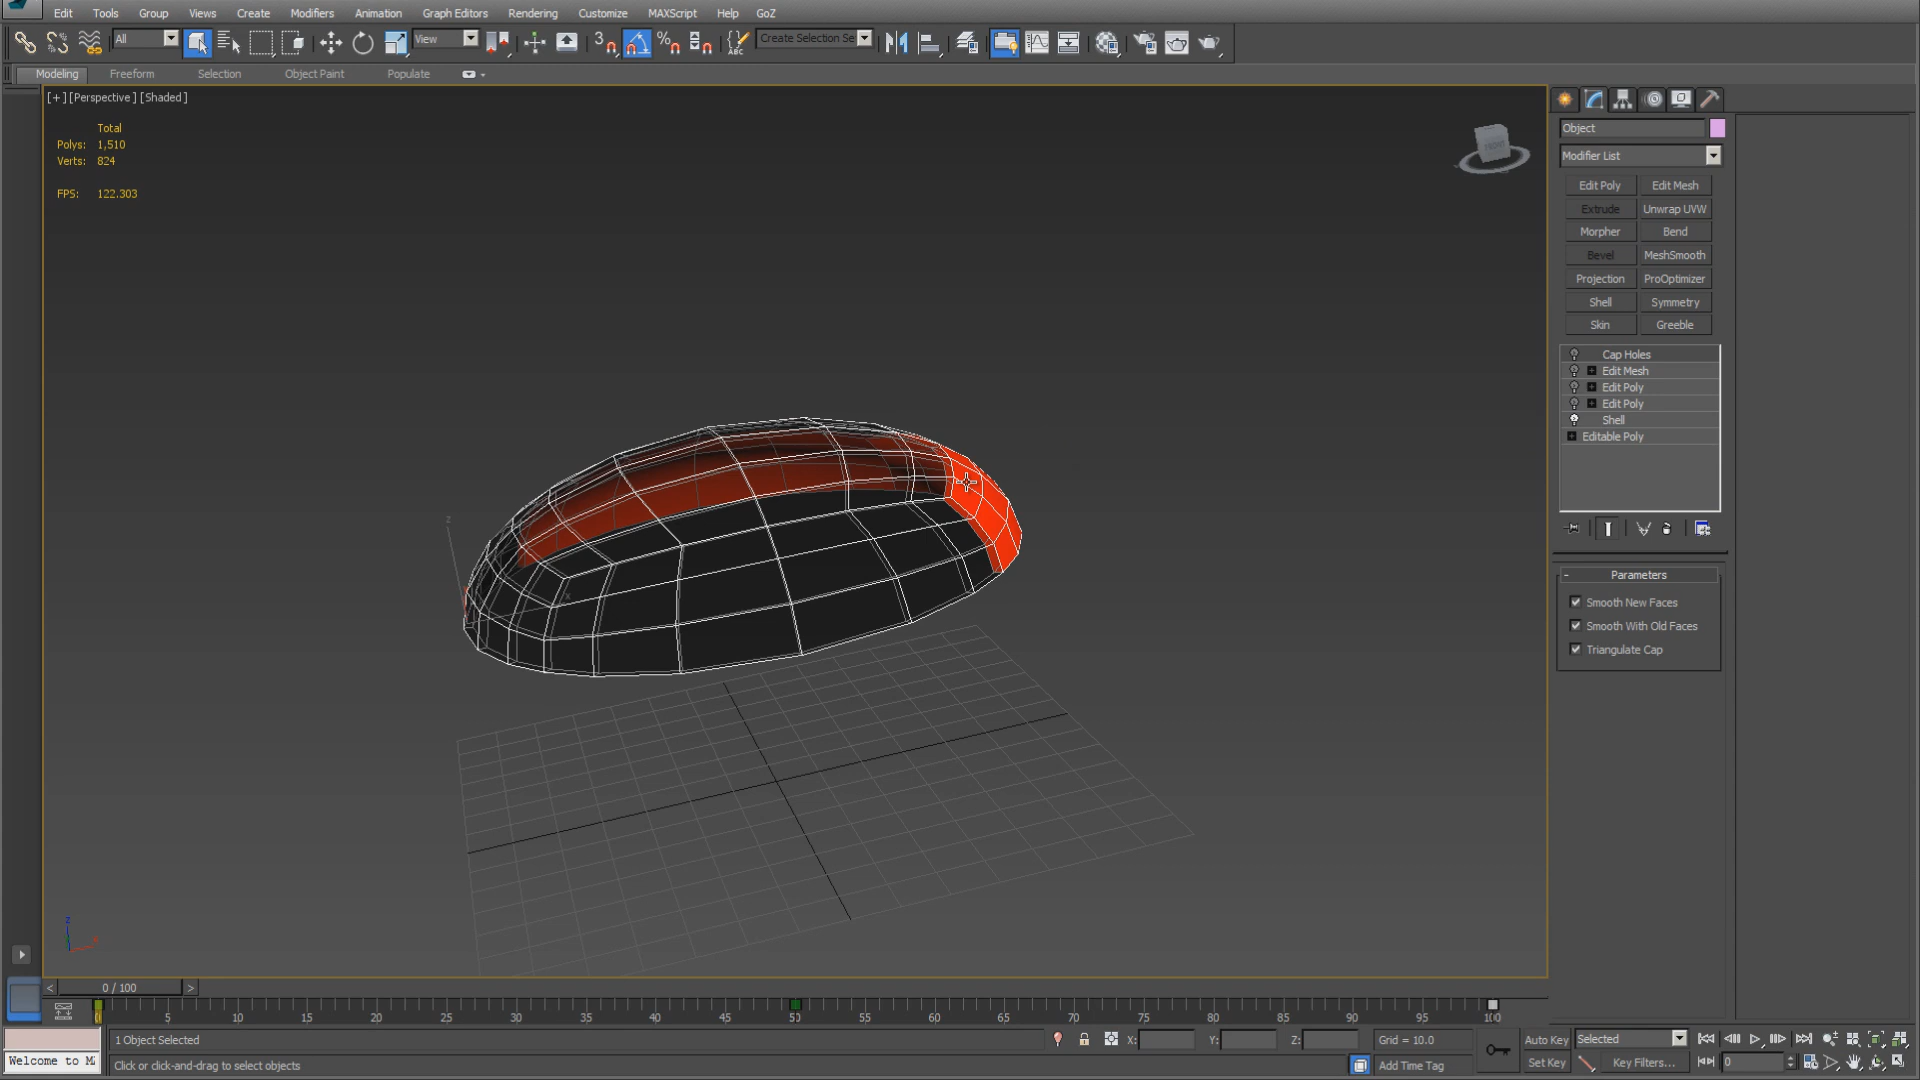 File Edit Tools Group Views Create Modifiers Animation Graph Editors Rendering Customize MAXScript Help GoZ
All View Create Selection Se
Modeling Freeform Selection Object Paint Populate
[+] [Perspective] [Shaded]
Total
Polys: 1,510
Verts: 824
FPS: 122.303
Object
Modifier List
Edit Poly Edit Mesh
Extrude Unwrap UVW
Morpher Bend
Bevel MeshSmooth
Projection ProOptimizer
Shell Symmetry
Skin Greeble
Cap Holes
Edit Mesh
Edit Poly
Edit Poly
Shell
Editable Poly
- Parameters
Smooth New Faces
Smooth With Old Faces
Triangulate Cap
z
x
z
x
< 0 / 100 >
0 5 10 15 20 25 30 35 40 45 50 55 60 65 70 75 80 85 90 95 100
1 Object Selected X: Y: Z: Grid = 10.0 Auto Key Selected
Welcome to M Click or click-and-drag to select objects Add Time Tag Set Key Key Filters... 0